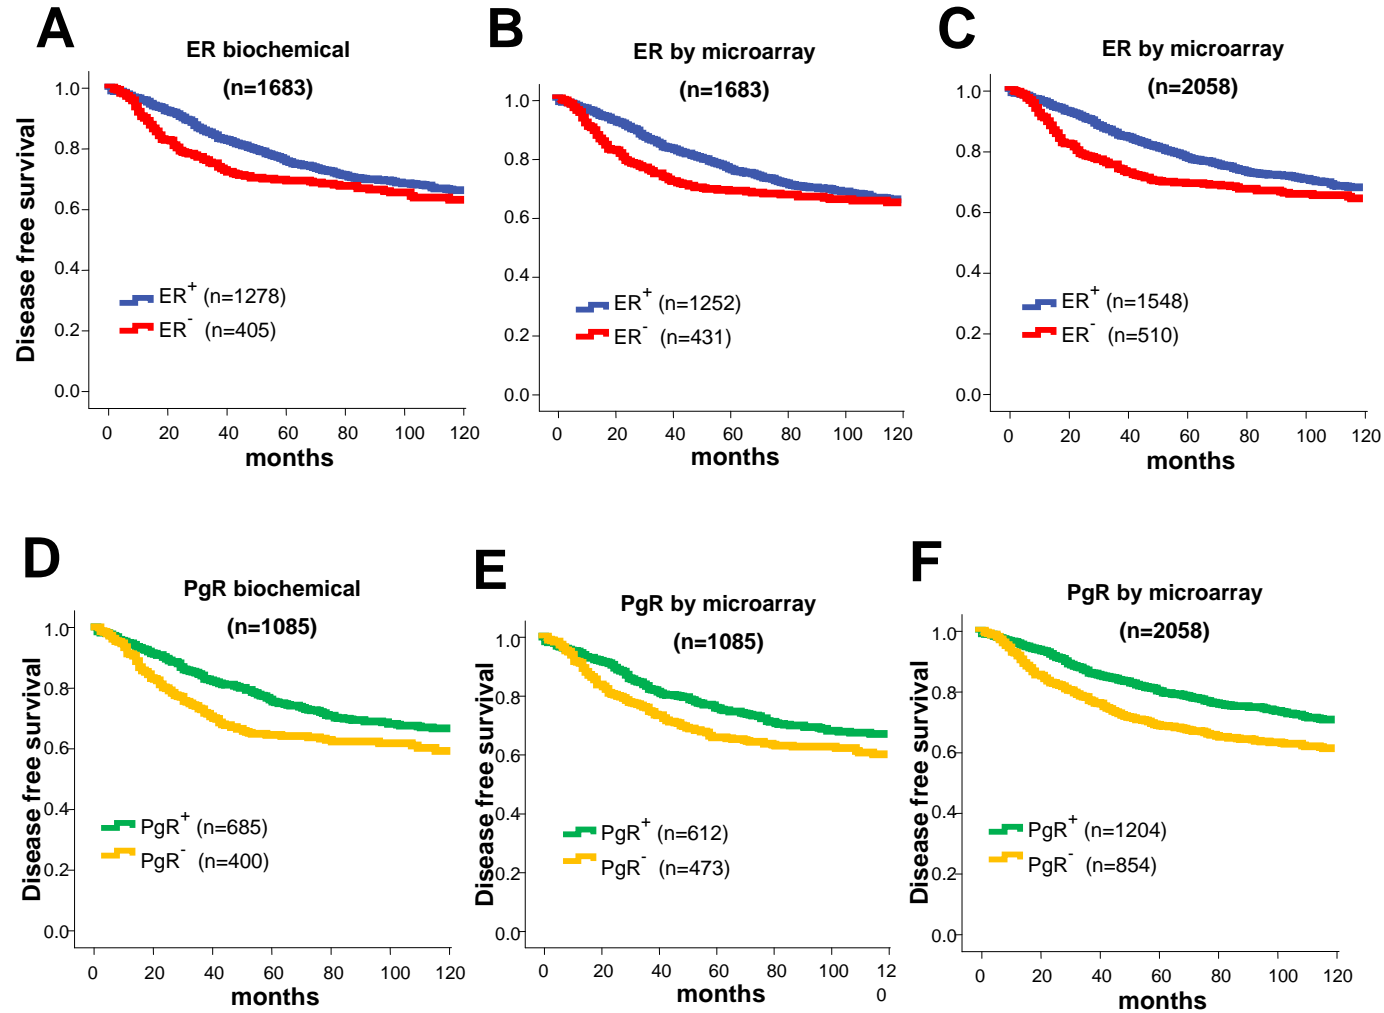 A
ER biochemical
(n=1683)
Disease free survival
1.0
0.8
0.6
0.4
0.2
0.0
ER+ (n=1278)
ER- (n=405)
0 20 40 60 80 100 120
months
B
ER by microarray
(n=1683)
1.0
0.8
0.6
0.4
0.2
0.0
ER+ (n=1252)
ER- (n=431)
0 20 40 60 80 100 120
months
C
ER by microarray
(n=2058)
1.0
0.8
0.6
0.4
0.2
0.0
ER+ (n=1548)
ER- (n=510)
0 20 40 60 80 100 120
months
D
PgR biochemical
(n=1085)
Disease free survival
1.0
0.8
0.6
0.4
0.2
0.0
PgR+ (n=685)
PgR- (n=400)
0 20 40 60 80 100 120
months
E
PgR by microarray
(n=1085)
Disease free survival
1.0
0.8
0.6
0.4
0.2
0.0
PgR+ (n=612)
PgR- (n=473)
0 20 40 60 80 100 12
0
months
F
PgR by microarray
(n=2058)
Disease free survival
1.0
0.8
0.6
0.4
0.2
0.0
PgR+ (n=1204)
PgR- (n=854)
0 20 40 60 80 100 120
months